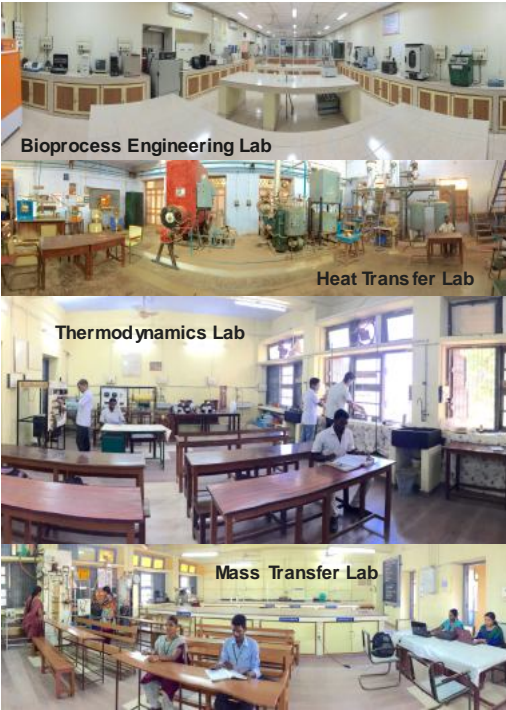 Bioprocess Engineering Lab
Heat Transfer Lab
Thermodynamics Lab
Mass Transfer Lab